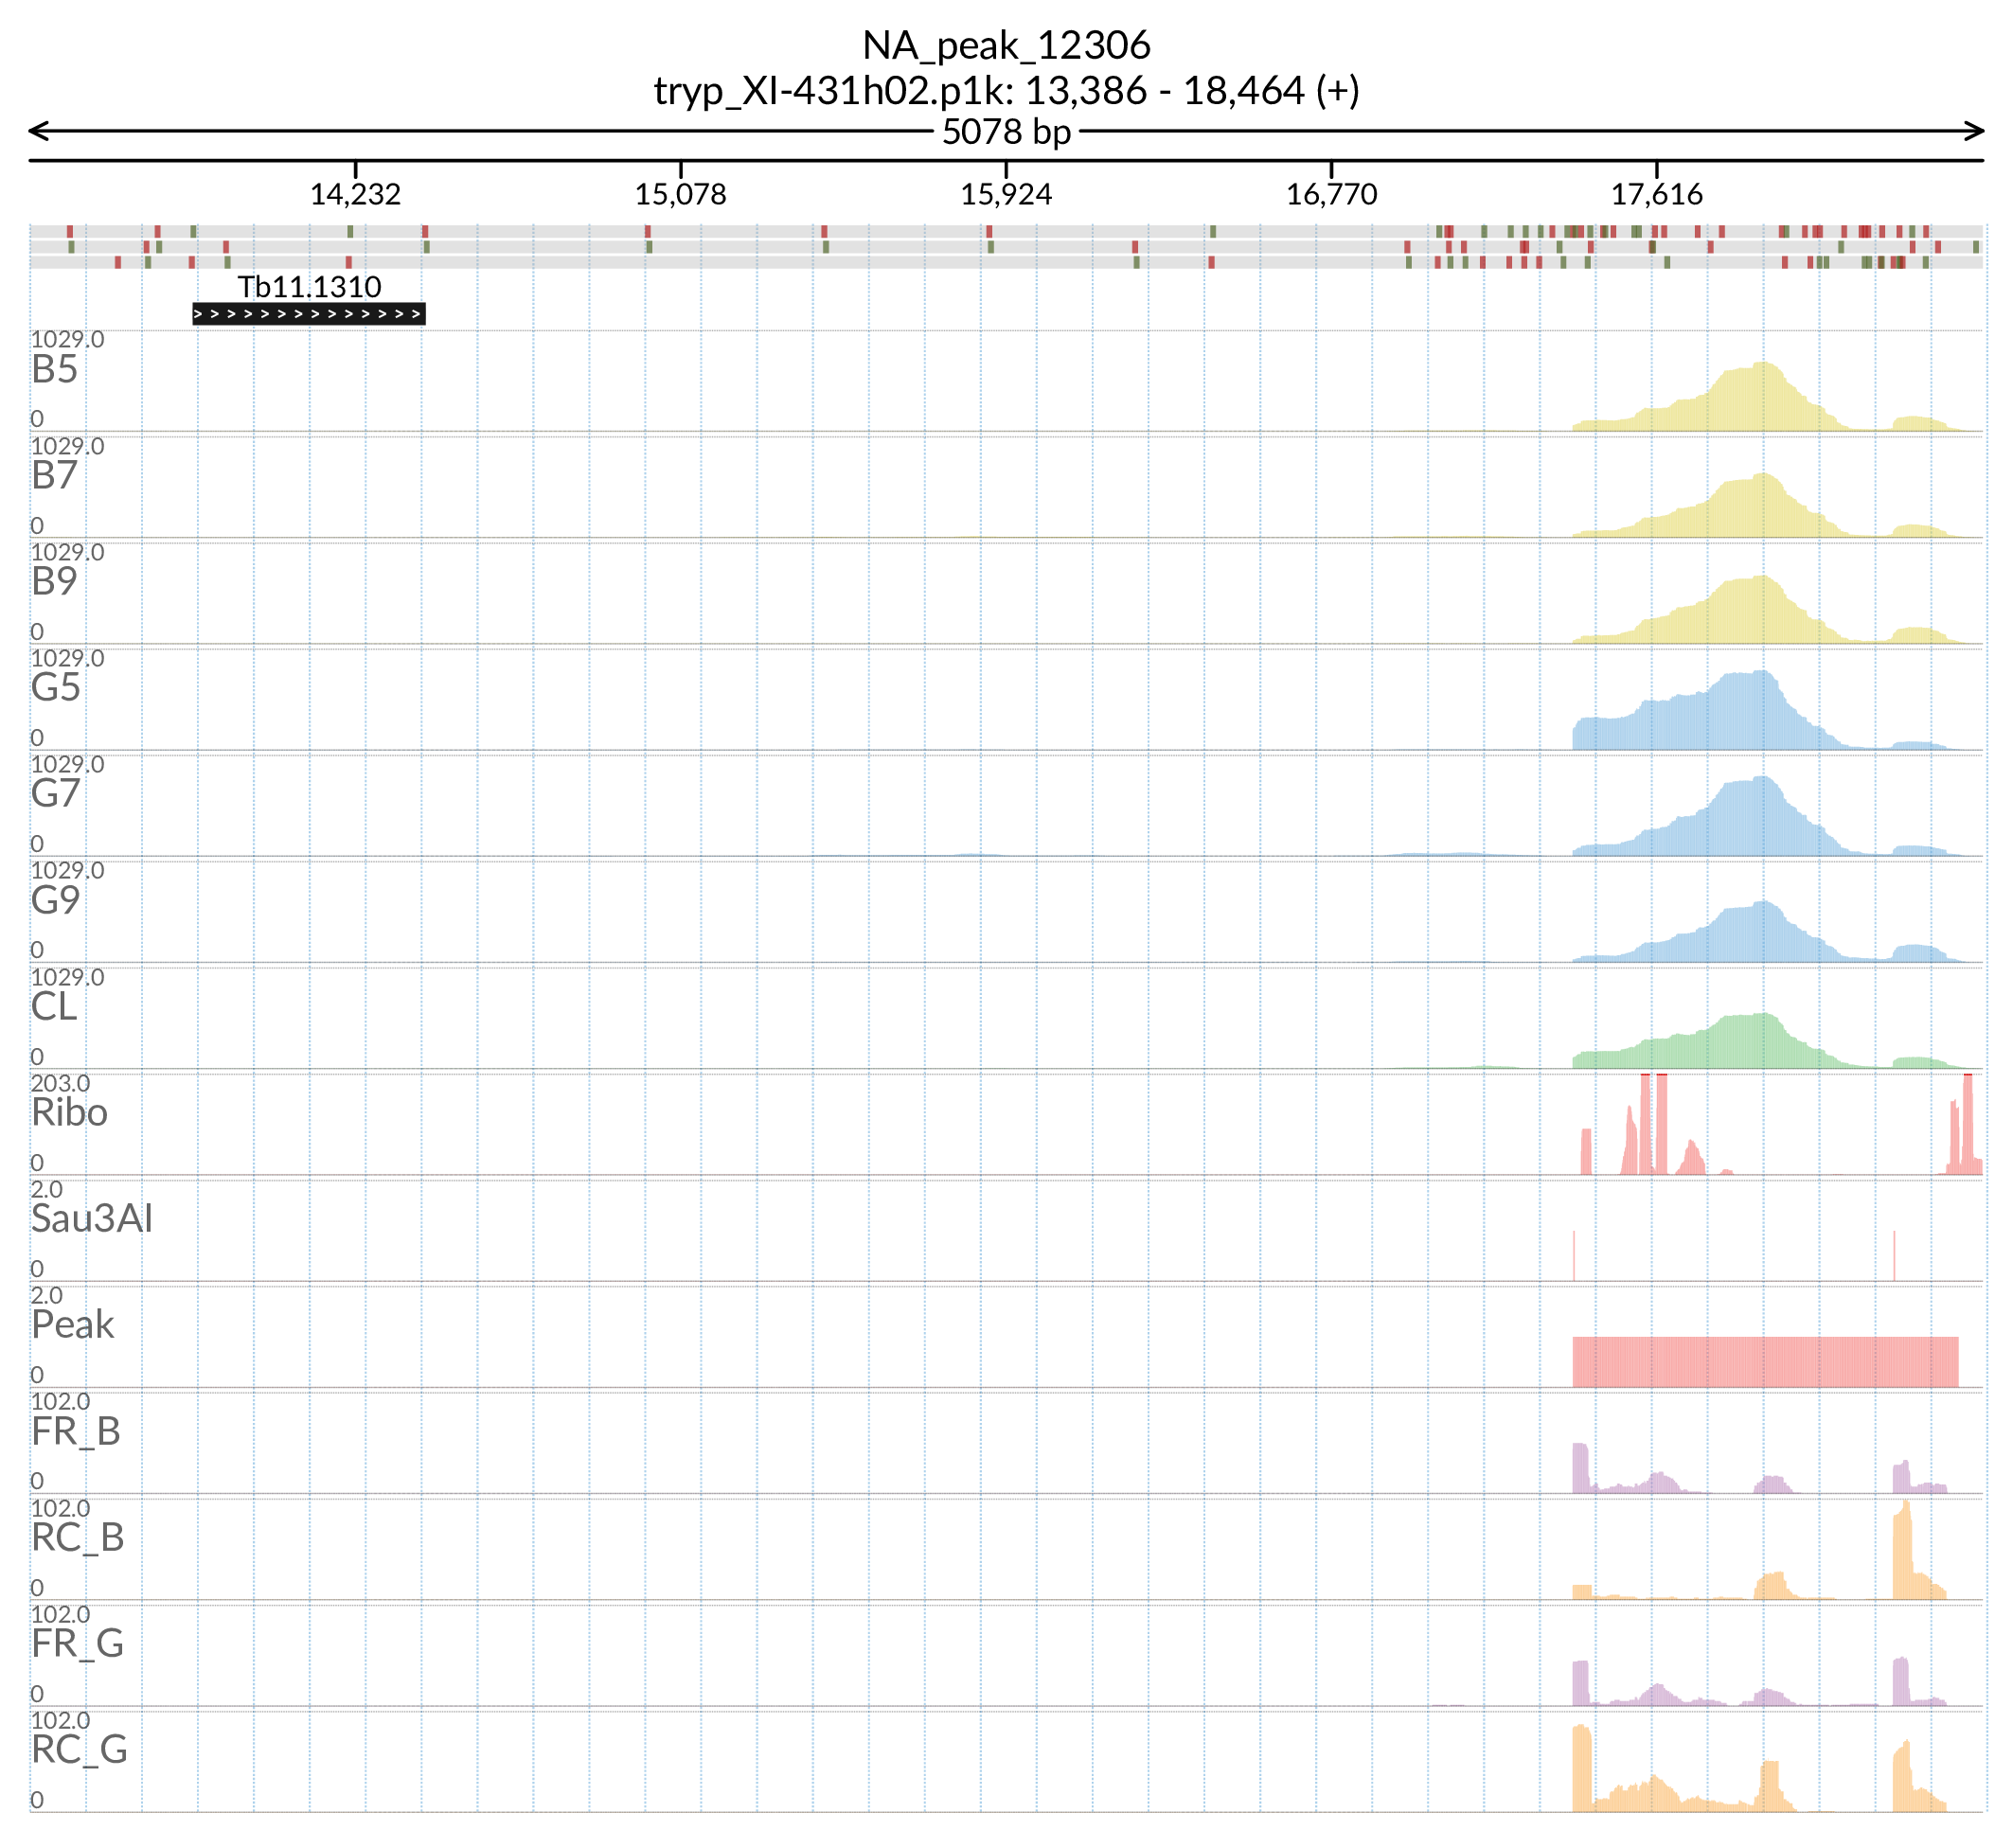 NA_peak_12306
tryp_XI-431h02.p1k: 13,386 - 18,464 (+)
5078 bp
14,232 15,078 15,924 16,770 17,616
Tb11.1310
> > > > > > > > > > > > > >
1029.0
B5
0
1029.0
B7
0
1029.0
B9
0
1029.0
G5
0
1029.0
G7
0
1029.0
G9
0
1029.0
CL
0
203.0
Ribo
0
2.0
Sau3AI
0
2.0
Peak
0
102.0
FR_B
0
102.0
RC_B
0
102.0
FR_G
0
102.0
RC_G
0